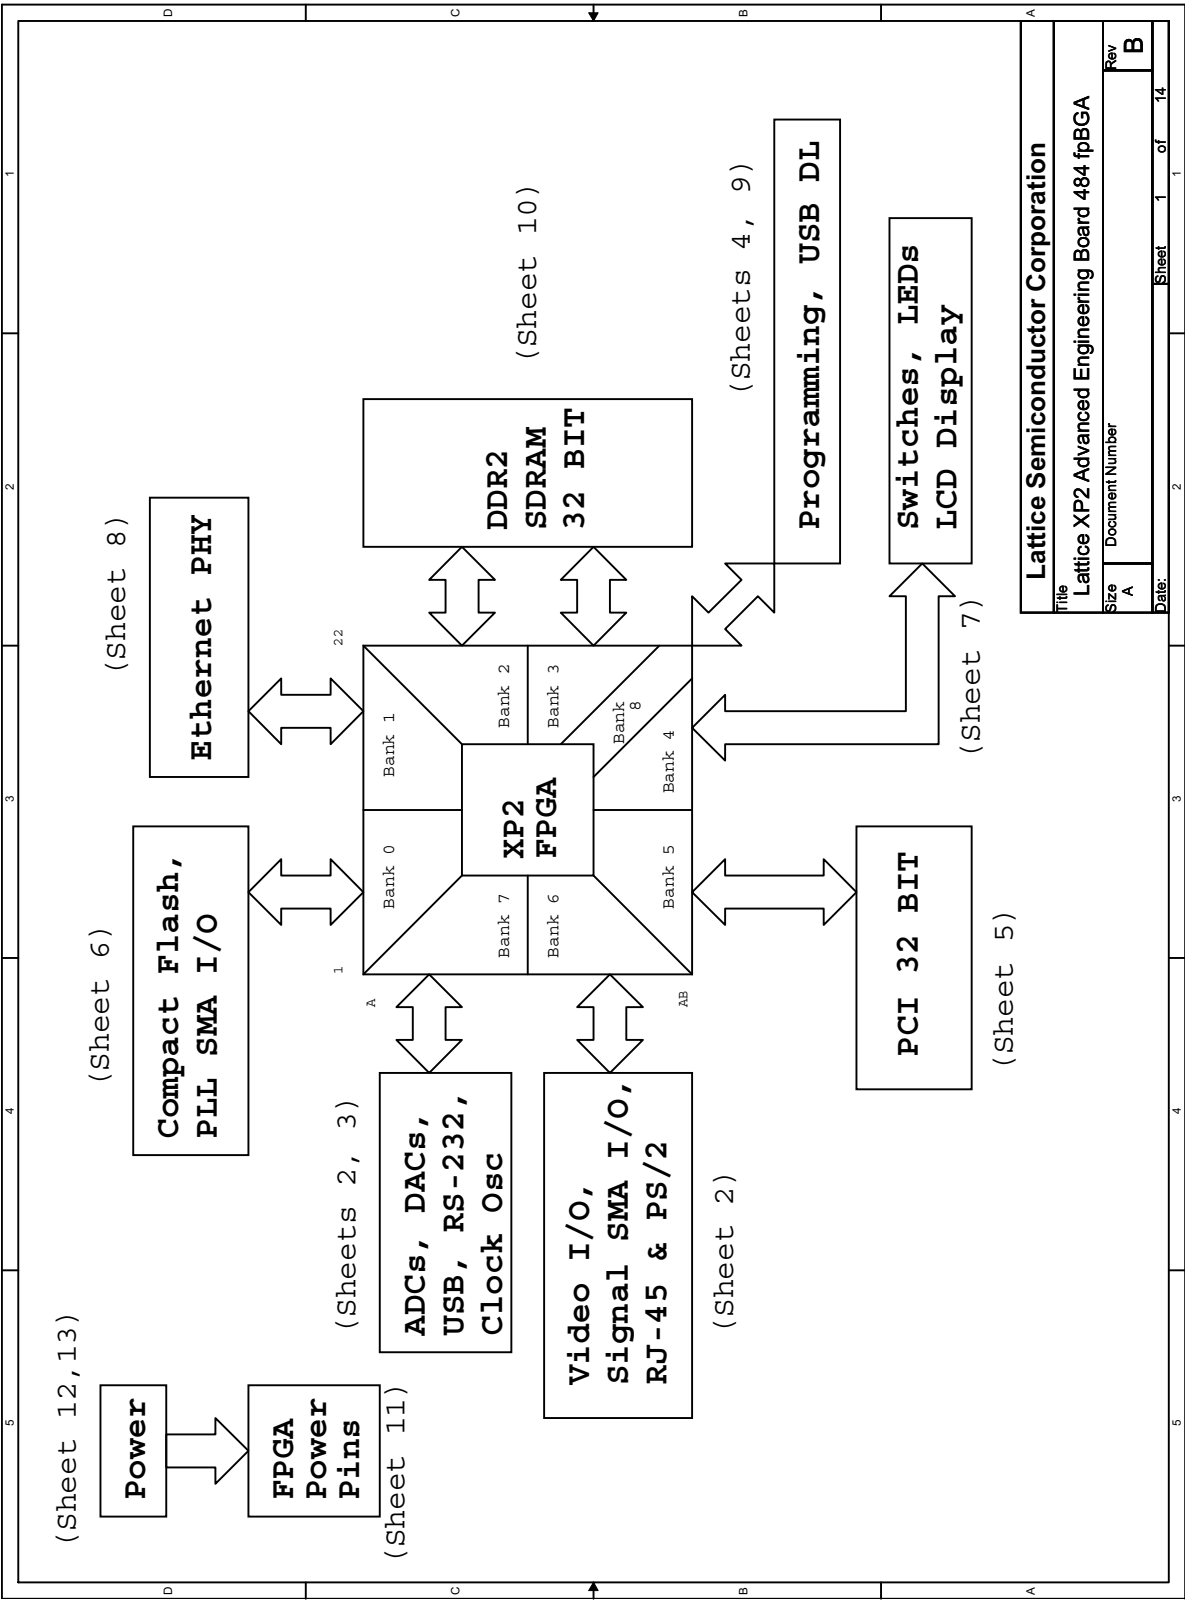 5
4
3
2
1
D
D
(Sheet 12,13)
Power
FPGA
Power
Pins
(Sheet 11)
(Sheet 6)
Compact Flash,
PLL SMA I/O
(Sheet 8)
Ethernet PHY
C
C
(Sheets 2, 3)
ADCs, DACs,
USB, RS-232,
Clock Osc
1
22
A
AB
Bank 0
Bank 1
Bank 7
Bank 2
XP2
FPGA
Bank 6
Bank 3
Bank
8
Bank 5
Bank 4
DDR2
SDRAM
32 BIT
(Sheet 10)
Video I/O,
Signal SMA I/O,
RJ-45 & PS/2
(Sheet 2)
B
B
(Sheets 4, 9)
Programming, USB DL
PCI 32 BIT
(Sheet 5)
Switches, LEDs
LCD Display
(Sheet 7)
A
A
Lattice Semiconductor Corporation
Title
Lattice XP2 Advanced Engineering Board 484 fpBGA
Size
A
Document Number
Rev
B
Date:
Sheet 1 of 14
5
4
3
2
1